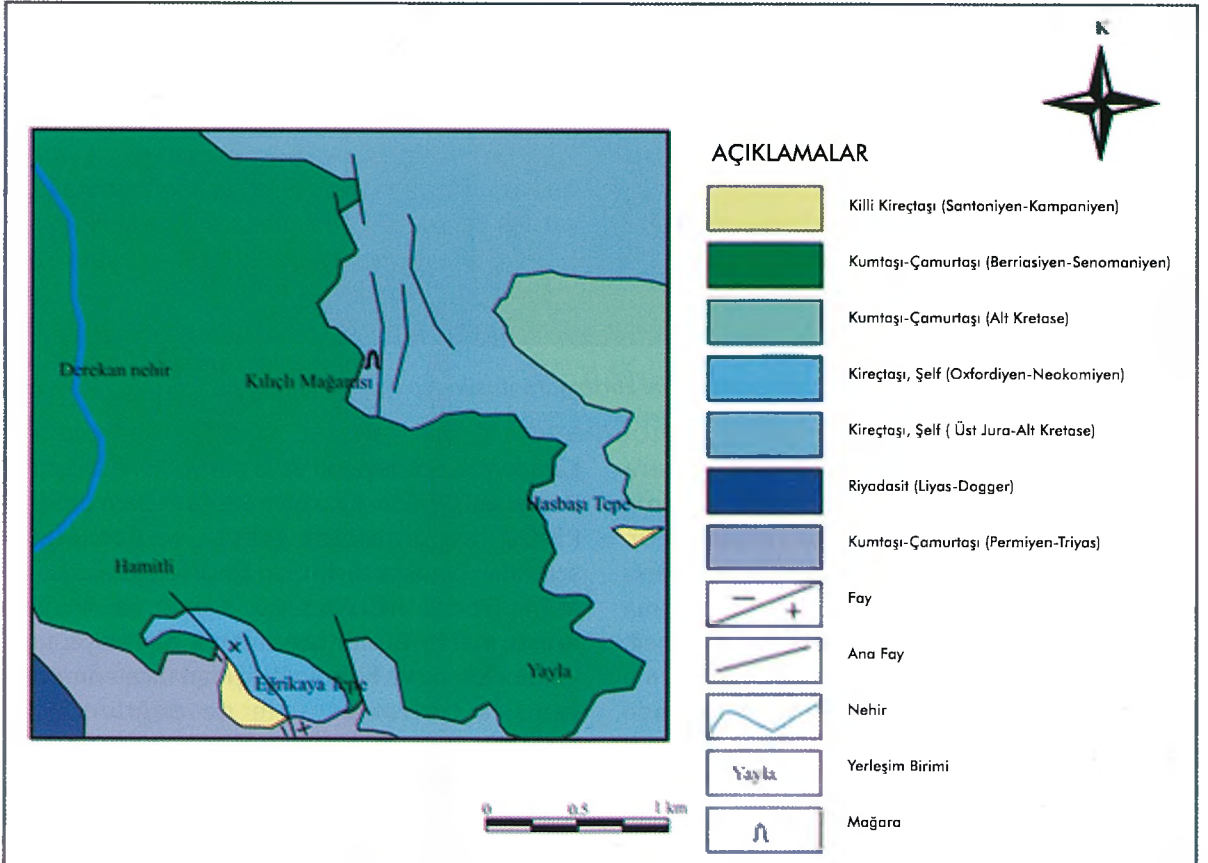 K
AÇIKLAMALAR
Killi Kireçtaşı (Santoniyen-Kampaniyen)
Kumtaşı-Çamurtaşı (Berriasiyen-Senomaniyen)
Kumtaşı-Çamurtaşı (Alt Kretase)
Kireçtaşı, Şelf (Oxfordiyen-Neokomiyen)
Kireçtaşı, Şelf ( Üst Jura-Alt Kretase)
Riyadasit (Liyas-Dogger)
Kumtaşı-Çamurtaşı (Permiyen-Triyas)
Fay
Ana Fay
Nehir
Yayla
Yerleşim Birimi
Mağara
Derekan nehir
Kılıçlı Mağarası
Hasbaşı Tepe
Hamitli
Eğrikaya Tepe
Yayla
0 0.5 1 km